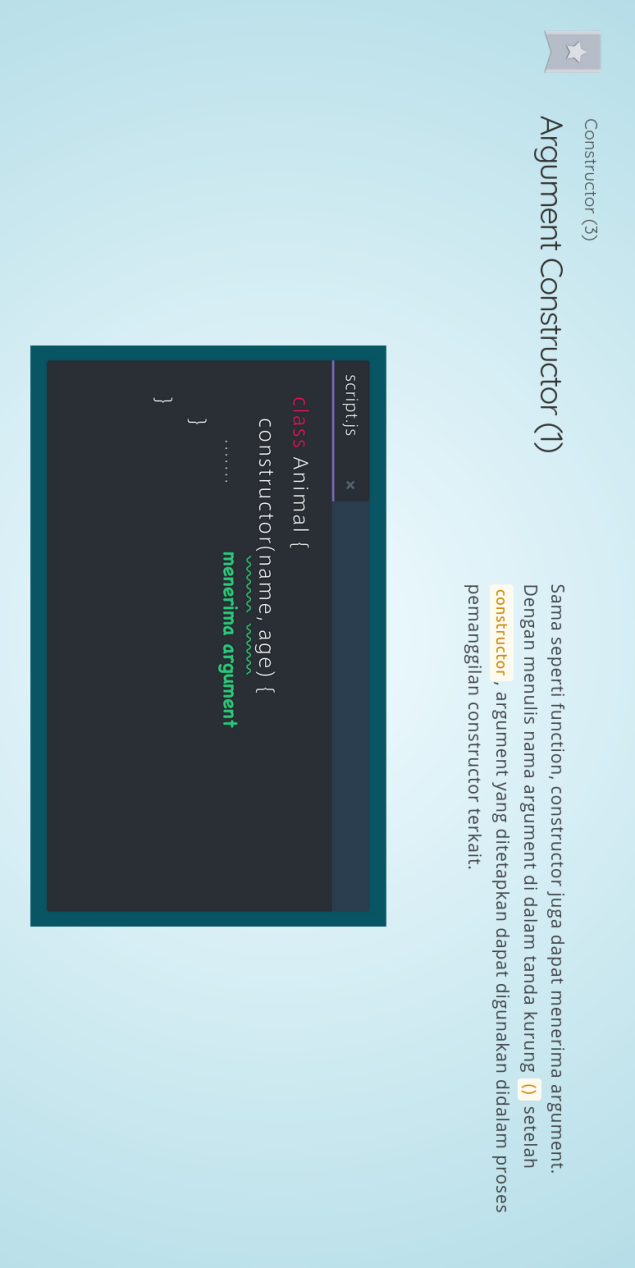 Constructor (3)
Argument Constructor (1)
Sama seperti function, constructor juga dapat menerima argument.
Dengan menulis nama argument di dalam tanda kurung () setelah
constructor, argument yang ditetapkan dapat digunakan didalam proses
pemanggilan constructor terkait.
script.js ×
class Animal {
constructor(name, age) {
menerima argument
.......
}
}